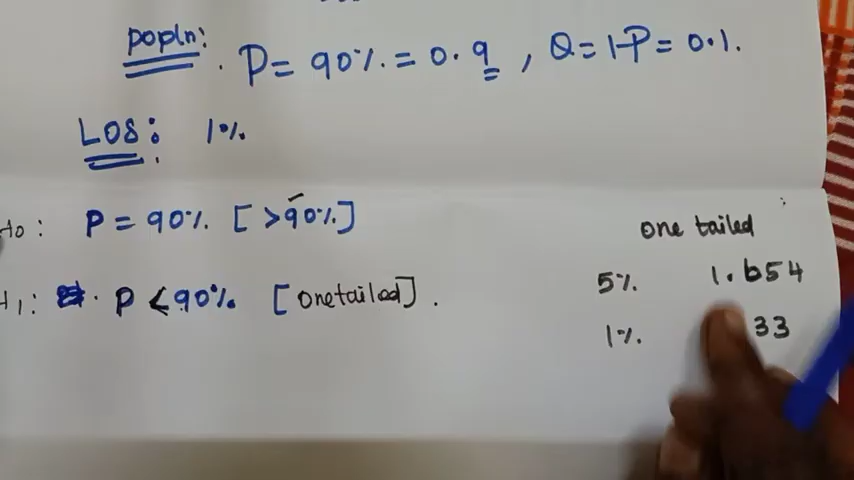 popln: P = 90% = 0.9, Q = 1-P = 0.1.
LOS: 1%
Ho: P = 90% [>90%]
one tailed
5% 1.654
H1: P < 90% [onetailed].
1% 33